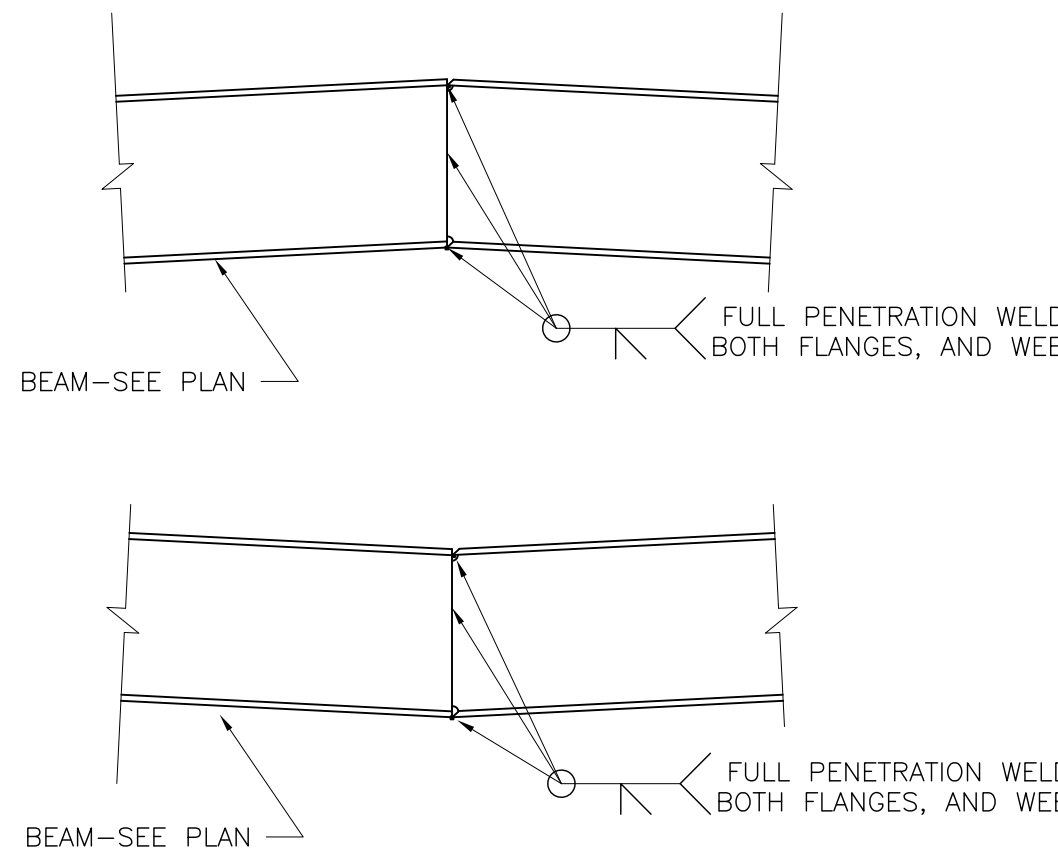 FULL PENETRATION WELD
BOTH FLANGES, AND WEB
BEAM-SEE PLAN
FULL PENETRATION WELD
BOTH FLANGES, AND WEB
BEAM-SEE PLAN